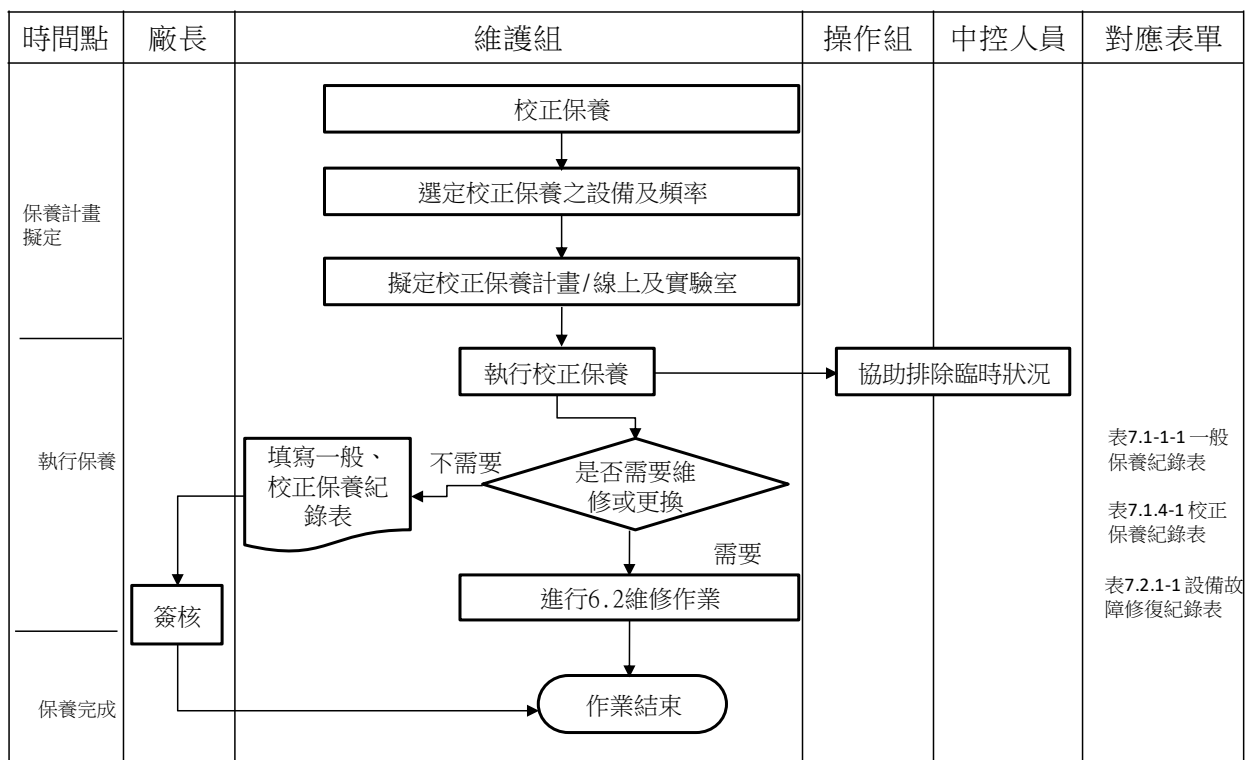 時間點
廠長
維護組
操作組
中控人員
對應表單
校正保養
選定校正保養之設備及頻率
保養計畫
擬定
擬定校正保養計畫/線上及實驗室
執行校正保養
協助排除臨時狀況
執行保養
填寫一般、
校正保養紀
錄表
不需要
是否需要維
修或更換
需要
表7.1-1-1 一般
保養紀錄表
表7.1.4-1 校正
保養紀錄表
表7.2.1-1 設備故
障修復紀錄表
簽核
進行6.2維修作業
保養完成
作業結束